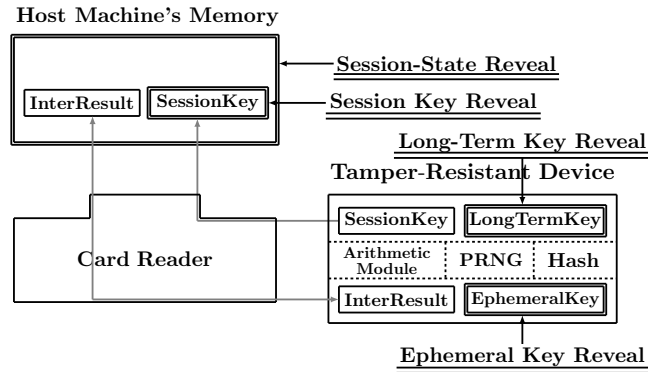 Host Machine's Memory
Session-State Reveal
InterResult
SessionKey
Session Key Reveal
Long-Term Key Reveal
Tamper-Resistant Device
SessionKey
LongTermKey
Card Reader
Arithmetic
Module
PRNG
Hash
InterResult
EphemeralKey
Ephemeral Key Reveal